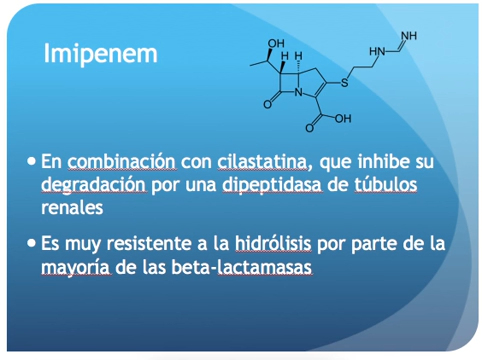 Imipenem
OH
H H
HN
NH
S
N
O
OH
O
• En combinación con cilastatina, que inhibe su
degradación por una dipeptidasa de túbulos
renales
• Es muy resistente a la hidrólisis por parte de la
mayoría de las beta-lactamasas